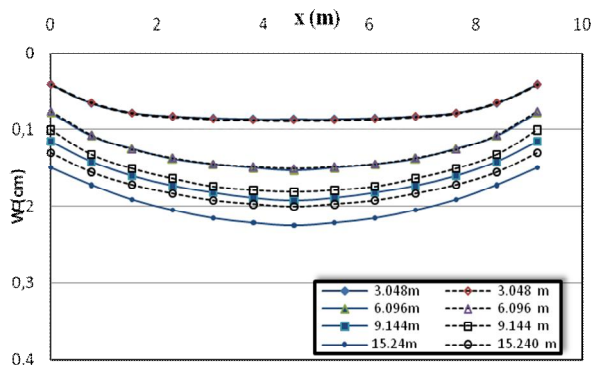 x (m)
0 2 4 6 8 10
0
0,1
0,2
0,3
0,4
W (cm)
3.048m 3.048 m
6.096m 6.096 m
9.144m 9.144 m
15.24m 15.240 m